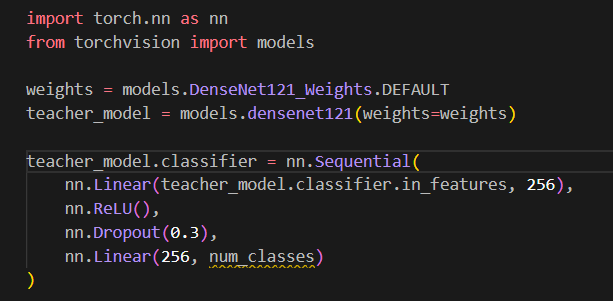 import torch.nn as nn
from torchvision import models
weights = models.DenseNet121_Weights.DEFAULT
teacher_model = models.densenet121(weights=weights)
teacher_model.classifier = nn.Sequential(
    nn.Linear(teacher_model.classifier.in_features, 256),
    nn.ReLU(),
    nn.Dropout(0.3),
    nn.Linear(256, num_classes)
)